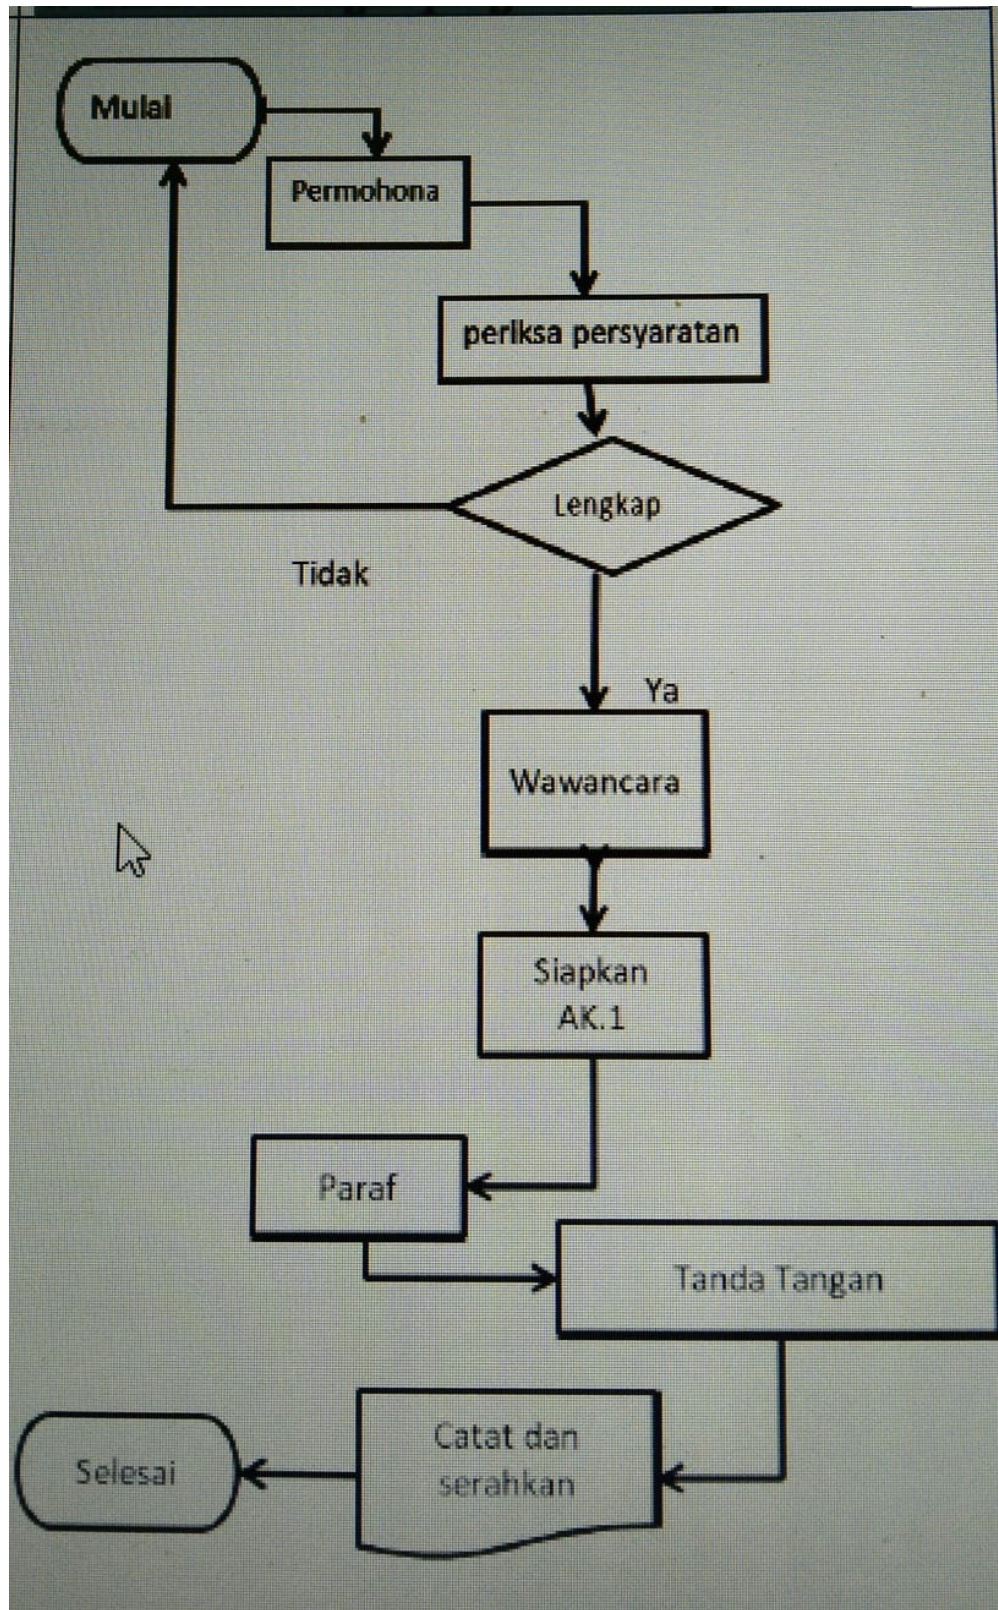 Mulai
Permohona
periksa persyaratan
Lengkap
Tidak
Ya
Wawancara
Siapkan
AK.1
Paraf
Tanda Tangan
Catat dan
serahkan
Selesai